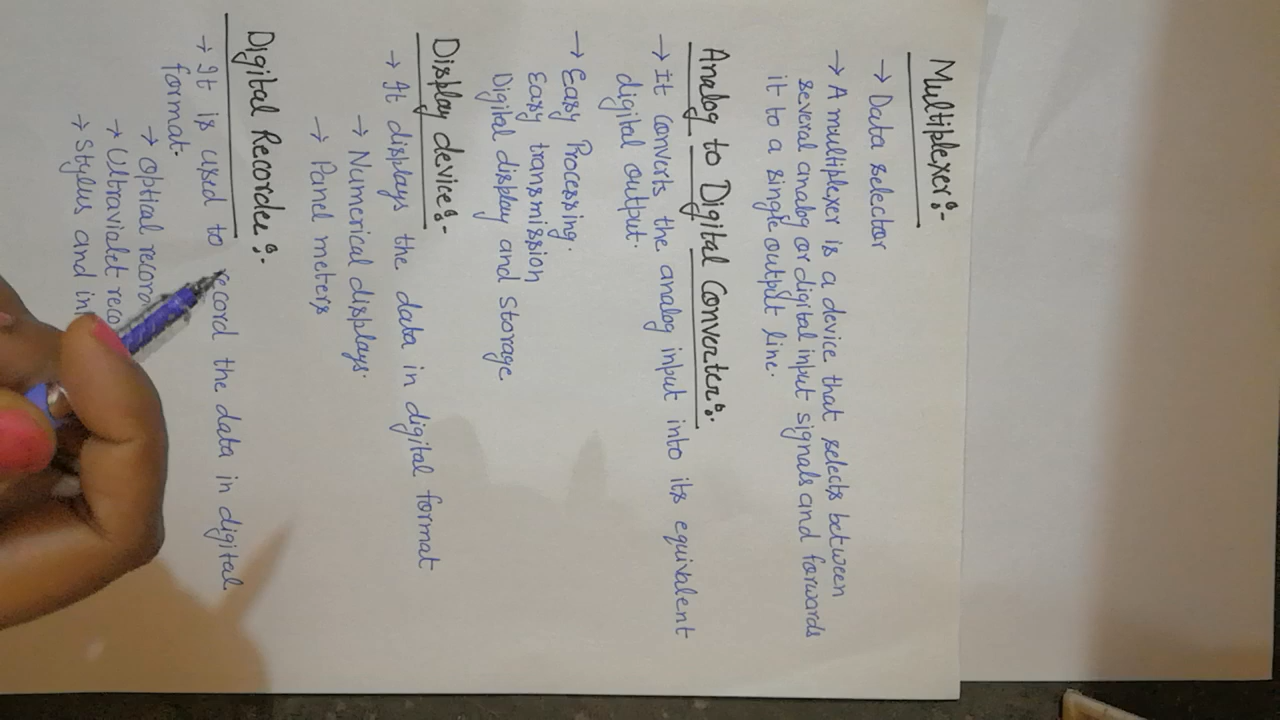 Multiplexer:-
→ Data selector
→ A multiplexer is a device that selects between
several analog or digital input signals and forwards
it to a single output line.
Analog to Digital Converter:-
→ It converts the analog input into its equivalent
digital output.
→ Easy Processing.
Easy transmission
Digital display and storage
Display device:-
→ It displays the data in digital format
→ Numerical displays.
→ Panel meters
Digital Recorder:-
→ It is used to record the data in digital
format.
→ Optial
→ Ultravialet
→ Stylus and